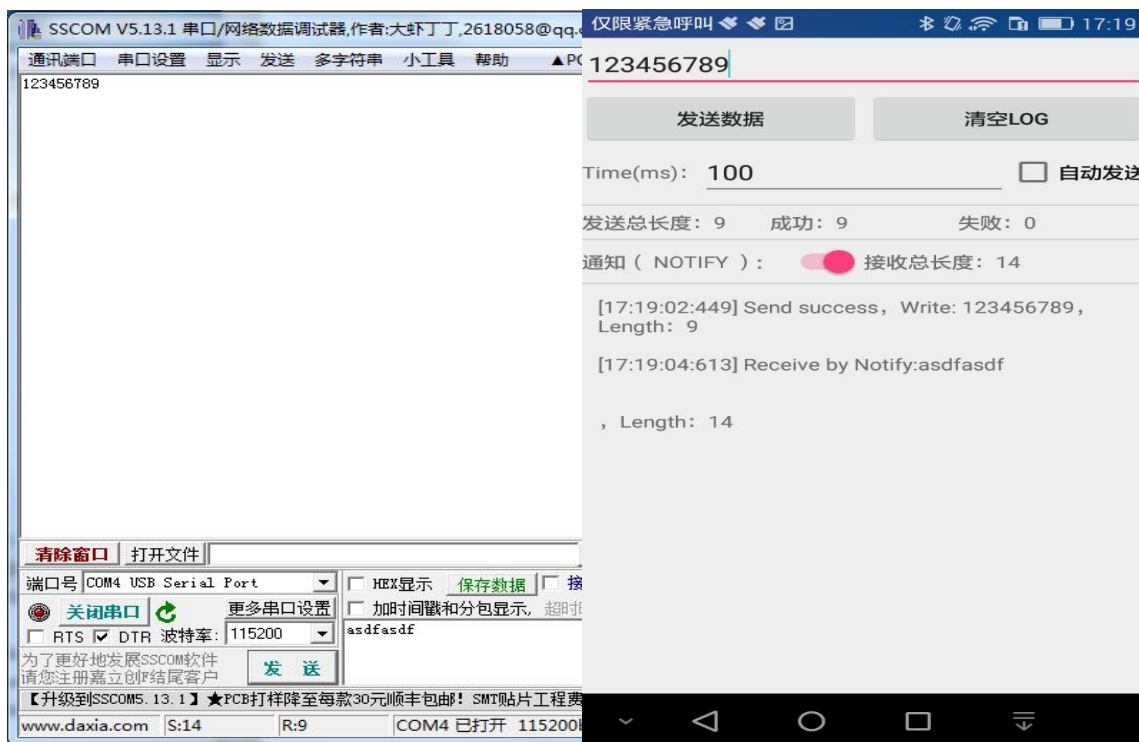 SSCOM V5.13.1 串口/网络数据调试器,作者:大虾丁丁,2618058@qq.
通讯端口 串口设置 显示 发送 多字符串 小工具 帮助 ▲PC
123456789
清除窗口 打开文件
端口号 COM4 USB Serial Port HEX显示 保存数据 接
关闭串口 更多串口设置 加时间戳和分包显示, 超时
RTS DTR 波特率: 115200 asdfasdf
为了更好地发展SSCOM软件
请您注册嘉立创F结尾客户
发 送
【升级到SSCOM5.13.1】★PCB打样降至每款30元顺丰包邮! SMT贴片工程费
www.daxia.com S:14 R:9 COM4 已打开 115200
仅限紧急呼叫 17:19
123456789
发送数据 清空LOG
Time(ms): 100 自动发送
发送总长度: 9 成功: 9 失败: 0
通知 ( NOTIFY ) : 接收总长度: 14
[17:19:02:449] Send success, Write: 123456789,
Length: 9
[17:19:04:613] Receive by Notify:asdfasdf
, Length: 14